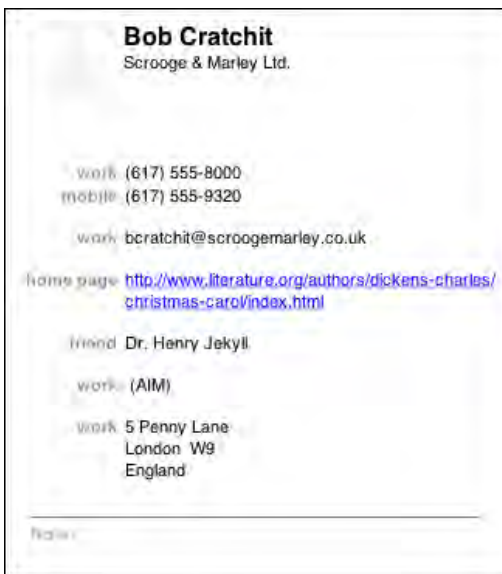 Bob Cratchit
Scrooge & Marley Ltd.
work (617) 555-8000
mobile (617) 555-9320
work bcratchit@scroogemarley.co.uk
home page http://www.literature.org/authors/dickens-charles/
christmas-carol/index.html
friend Dr. Henry Jekyll
work (AIM)
work 5 Penny Lane
London W9
England
Note: